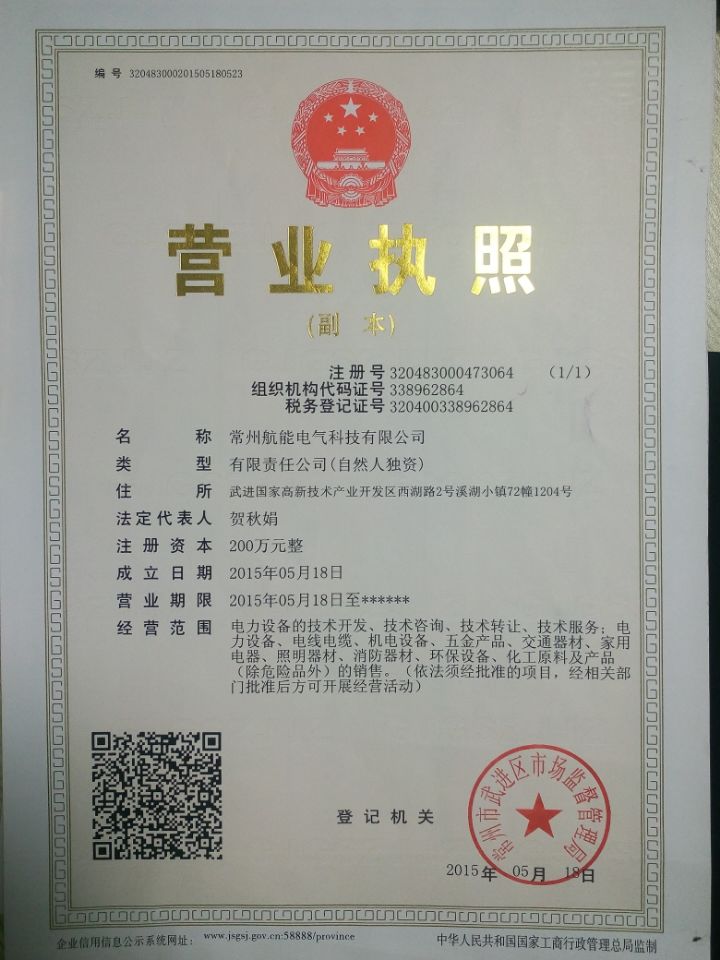 编 号 320483000201505180523
营业执照
(副 本)
注 册 号 320483000473064 (1/1)
组织机构代码证号 338962864
税务登记证号 320400338962864
名 称 常州航能电气科技有限公司
类 型 有限责任公司(自然人独资)
住 所 武进国家高新技术产业开发区西湖路2号溪湖小镇72幢1204号
法定代表人 贺秋娟
注 册 资 本 200万元整
成 立 日 期 2015年05月18日
营 业 期 限 2015年05月18日至******
经 营 范 围 电力设备的技术开发、技术咨询、技术转让、技术服务；电
力设备、电线电缆、机电设备、五金产品、交通器材、家用
电器、照明器材、消防器材、环保设备、化工原料及产品
（除危险品外）的销售。（依法须经批准的项目，经相关部
门批准后方可开展经营活动）
登 记 机 关
常州市武进区市场监督管理局
2015年 05月 18日
企业信用信息公示系统网址： www.jsgsj.gov.cn:58888/province
中华人民共和国国家工商行政管理总局监制